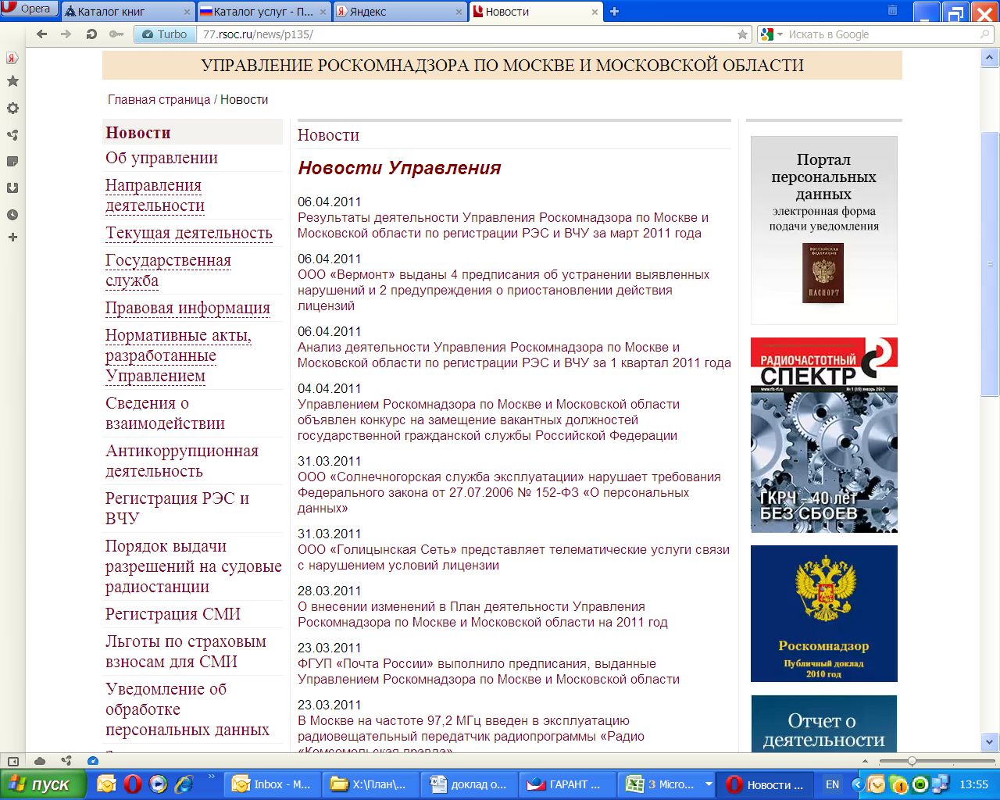 Opera
Каталог книг
Каталог услуг - П...
Яндекс
Новости
Turbo
77.rsoc.ru/news/p135/
Искать в Google
УПРАВЛЕНИЕ РОСКОМНАДЗОРА ПО МОСКВЕ И МОСКОВСКОЙ ОБЛАСТИ
Главная страница / Новости
Новости
Об управлении
Направления
деятельности
Текущая деятельность
Государственная
служба
Правовая информация
Нормативные акты,
разработанные
Управлением
Сведения о
взаимодействии
Антикоррупционная
деятельность
Регистрация РЭС и
ВЧУ
Порядок выдачи
разрешений на судовые
радиостанции
Регистрация СМИ
Льготы по страховым
взносам для СМИ
Уведомление об
обработке
персональных данных
Новости
Новости Управления
06.04.2011
Результаты деятельности Управления Роскомнадзора по Москве и
Московской области по регистрации РЭС и ВЧУ за март 2011 года
06.04.2011
ООО «Вермонт» выданы 4 предписания об устранении выявленных
нарушений и 2 предупреждения о приостановлении действия
лицензий
06.04.2011
Анализ деятельности Управления Роскомнадзора по Москве и
Московской области по регистрации РЭС и ВЧУ за 1 квартал 2011 года
04.04.2011
Управлением Роскомнадзора по Москве и Московской области
объявлен конкурс на замещение вакантных должностей
государственной гражданской службы Российской Федерации
31.03.2011
ООО «Солнечногорская служба эксплуатации» нарушает требования
Федерального закона от 27.07.2006 № 152-ФЗ «О персональных
данных»
31.03.2011
ООО «Голицынская Сеть» представляет телематические услуги связи
с нарушением условий лицензии
28.03.2011
О внесении изменений в План деятельности Управления
Роскомнадзора по Москве и Московской области на 2011 год
23.03.2011
ФГУП «Почта России» выполнило предписания, выданные
Управлением Роскомнадзора по Москве и Московской области
23.03.2011
В Москве на частоте 97,2 МГц введен в эксплуатацию
радиовещательный передатчик радиопрограммы «Радио
«Комсомольская правда»
Портал
персональных
данных
электронная форма
подачи уведомления
РОССИЙСКАЯ
ФЕДЕРАЦИЯ
ПАСПОРТ
РАДИОЧАСТОТНЫЙ
СПЕКТР
№ 1 (19) январь 2012
ГКРЧ – 40 лет
БЕЗ СБОЕВ
Роскомнадзор
Публичный доклад
2010 год
Отчет о
деятельности
пуск
Inbox - M...
X:\План\...
доклад о...
ГАРАНТ ...
3 Micro...
Новости ...
EN
13:55